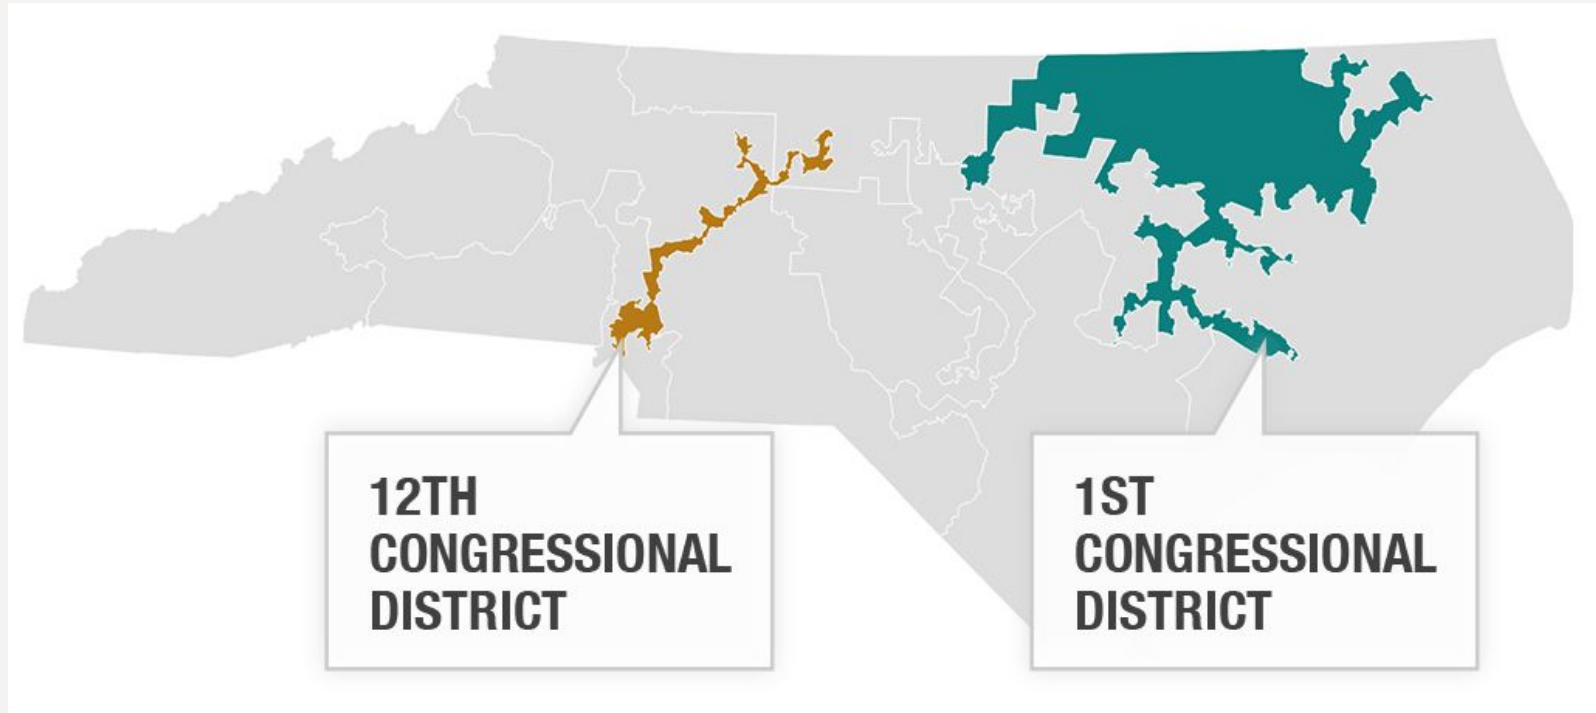 12TH
CONGRESSIONAL
DISTRICT
1ST
CONGRESSIONAL
DISTRICT